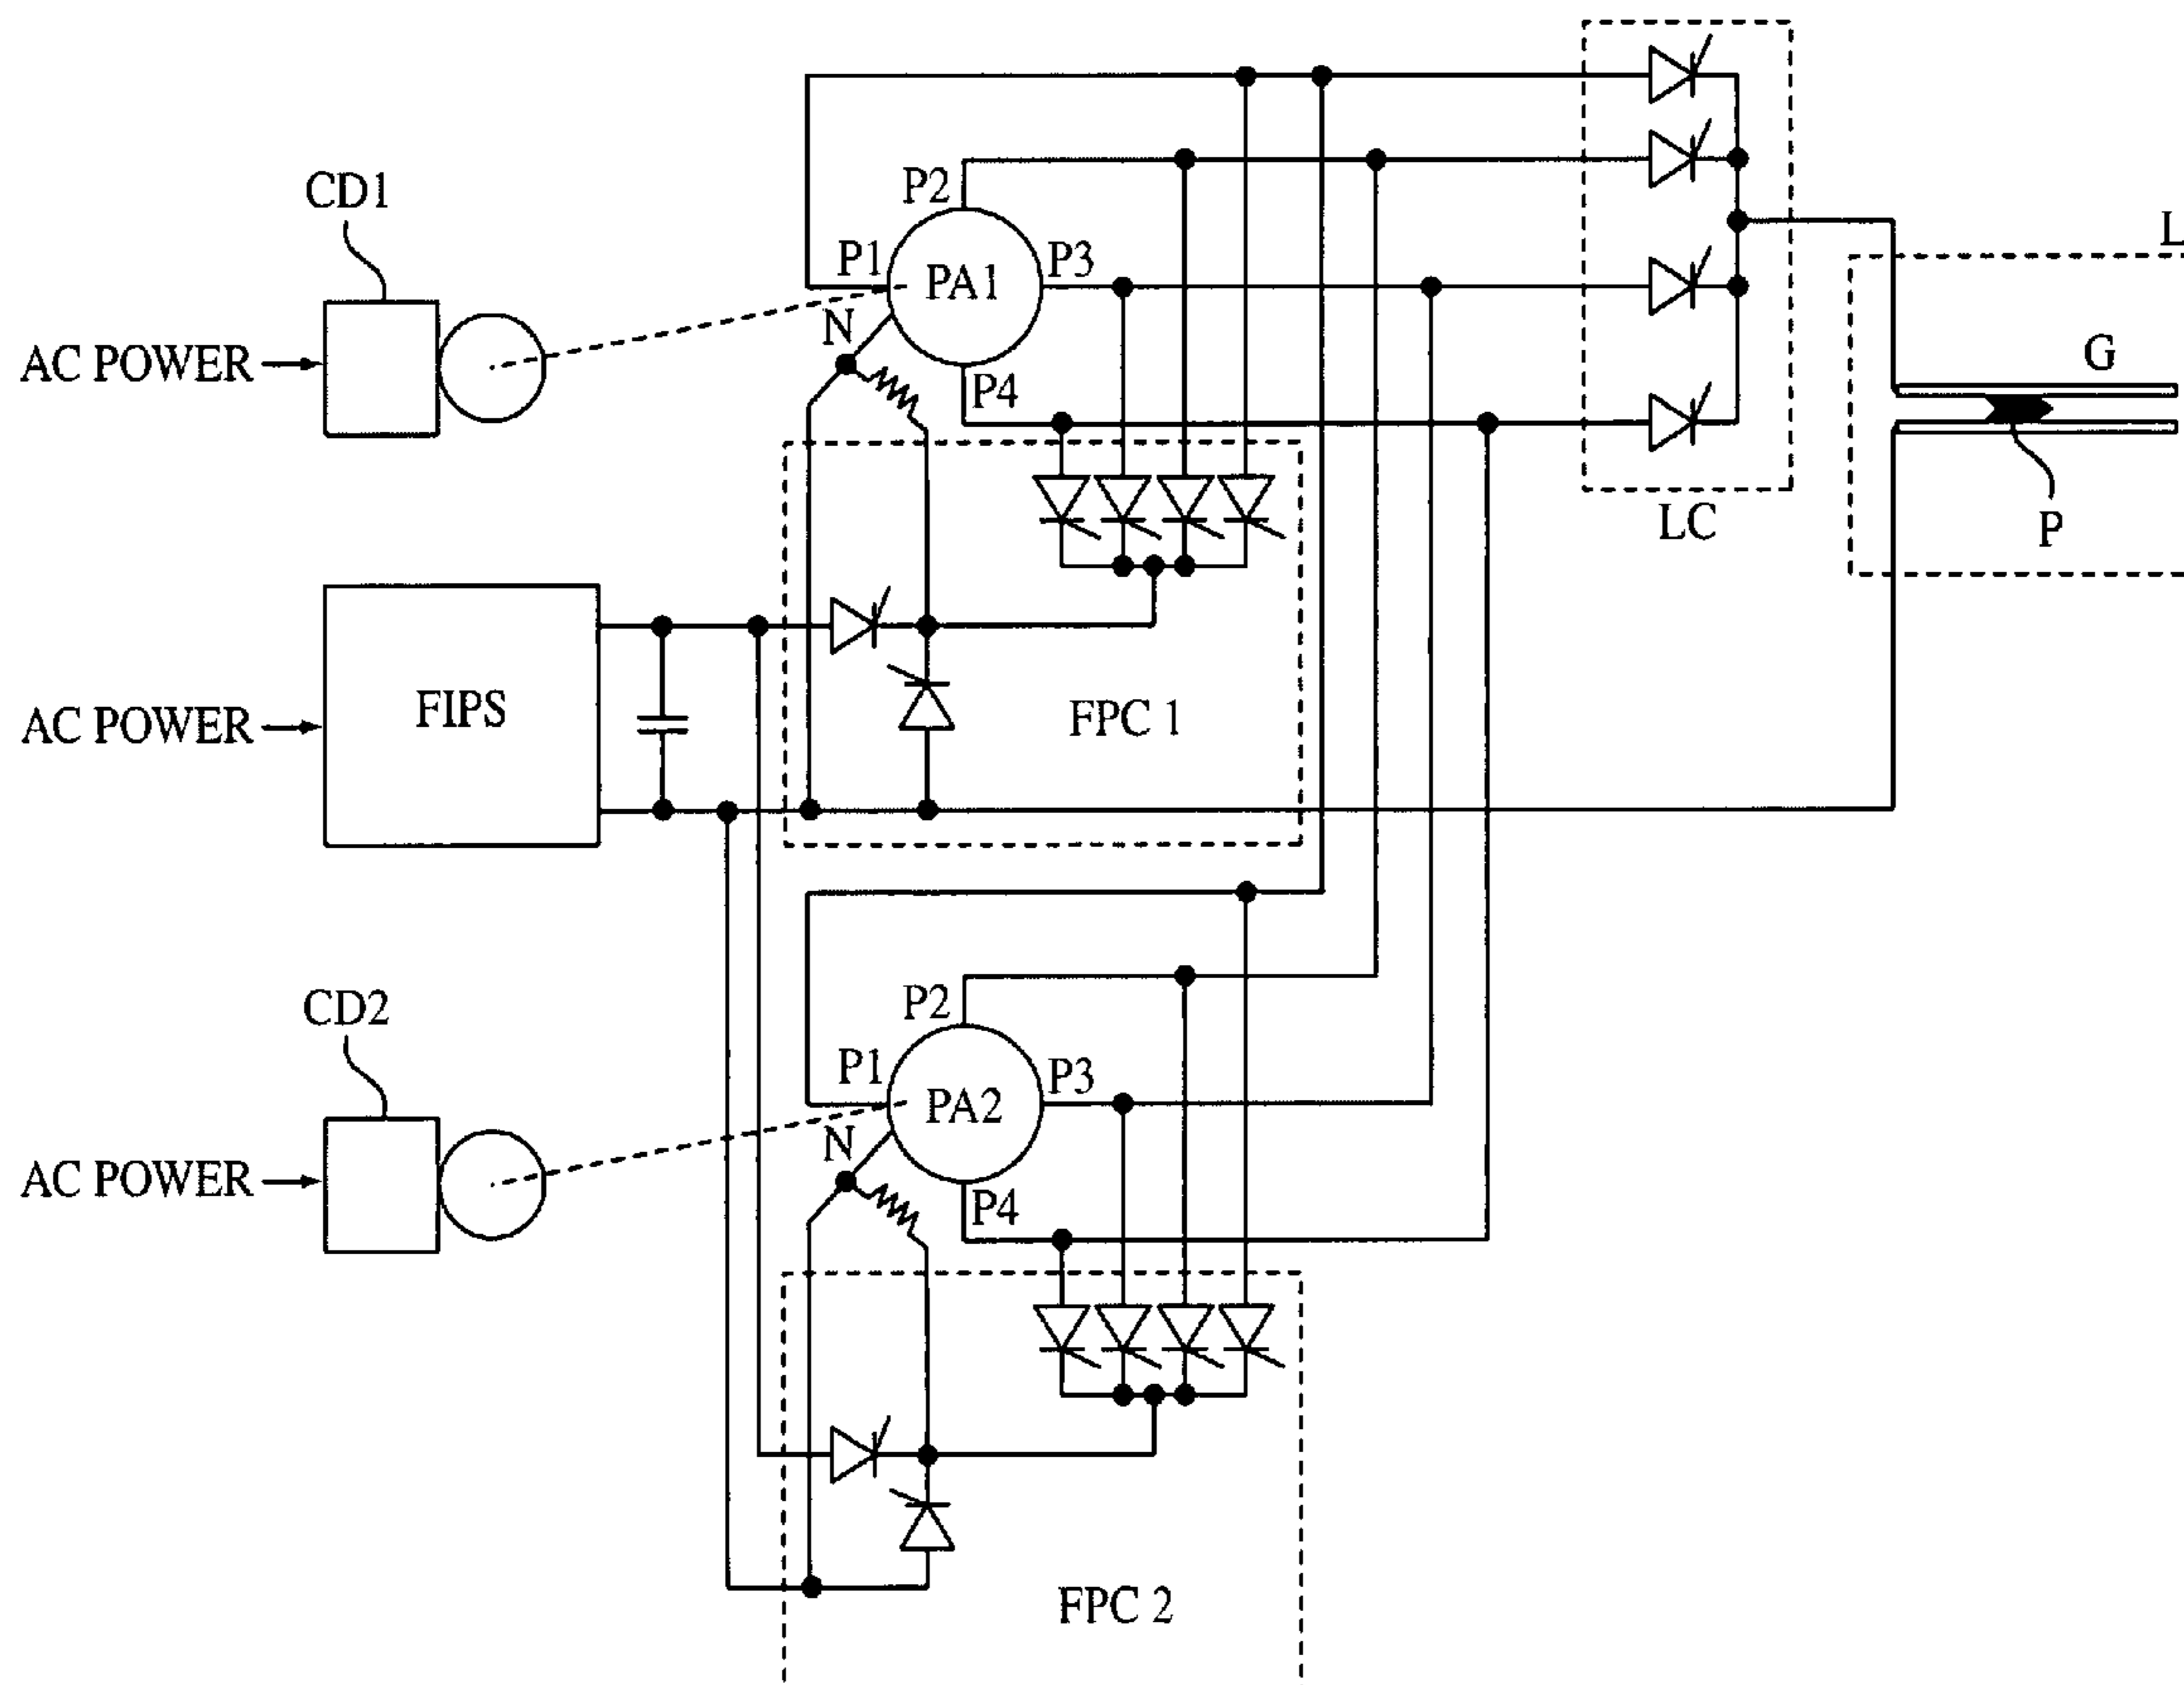 CD1
AC POWER
P2
P1
PA1
P3
N
P4
LC
L
G
P
AC POWER
FIPS
FPC 1
CD2
AC POWER
P2
P1
PA2
P3
N
P4
FPC 2